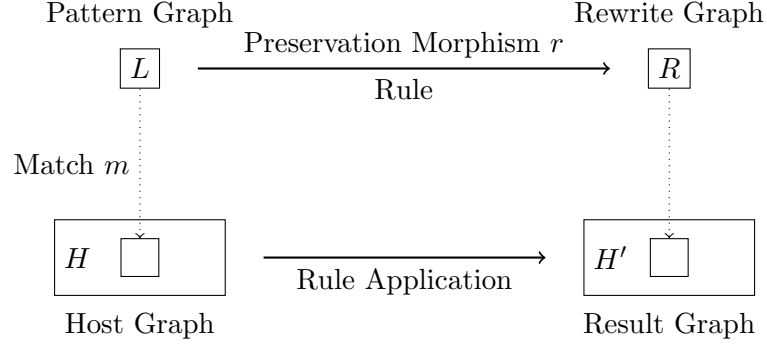 Pattern Graph
Rewrite Graph
Preservation Morphism r
L
R
Rule
Match m
H
H′
Rule Application
Host Graph
Result Graph